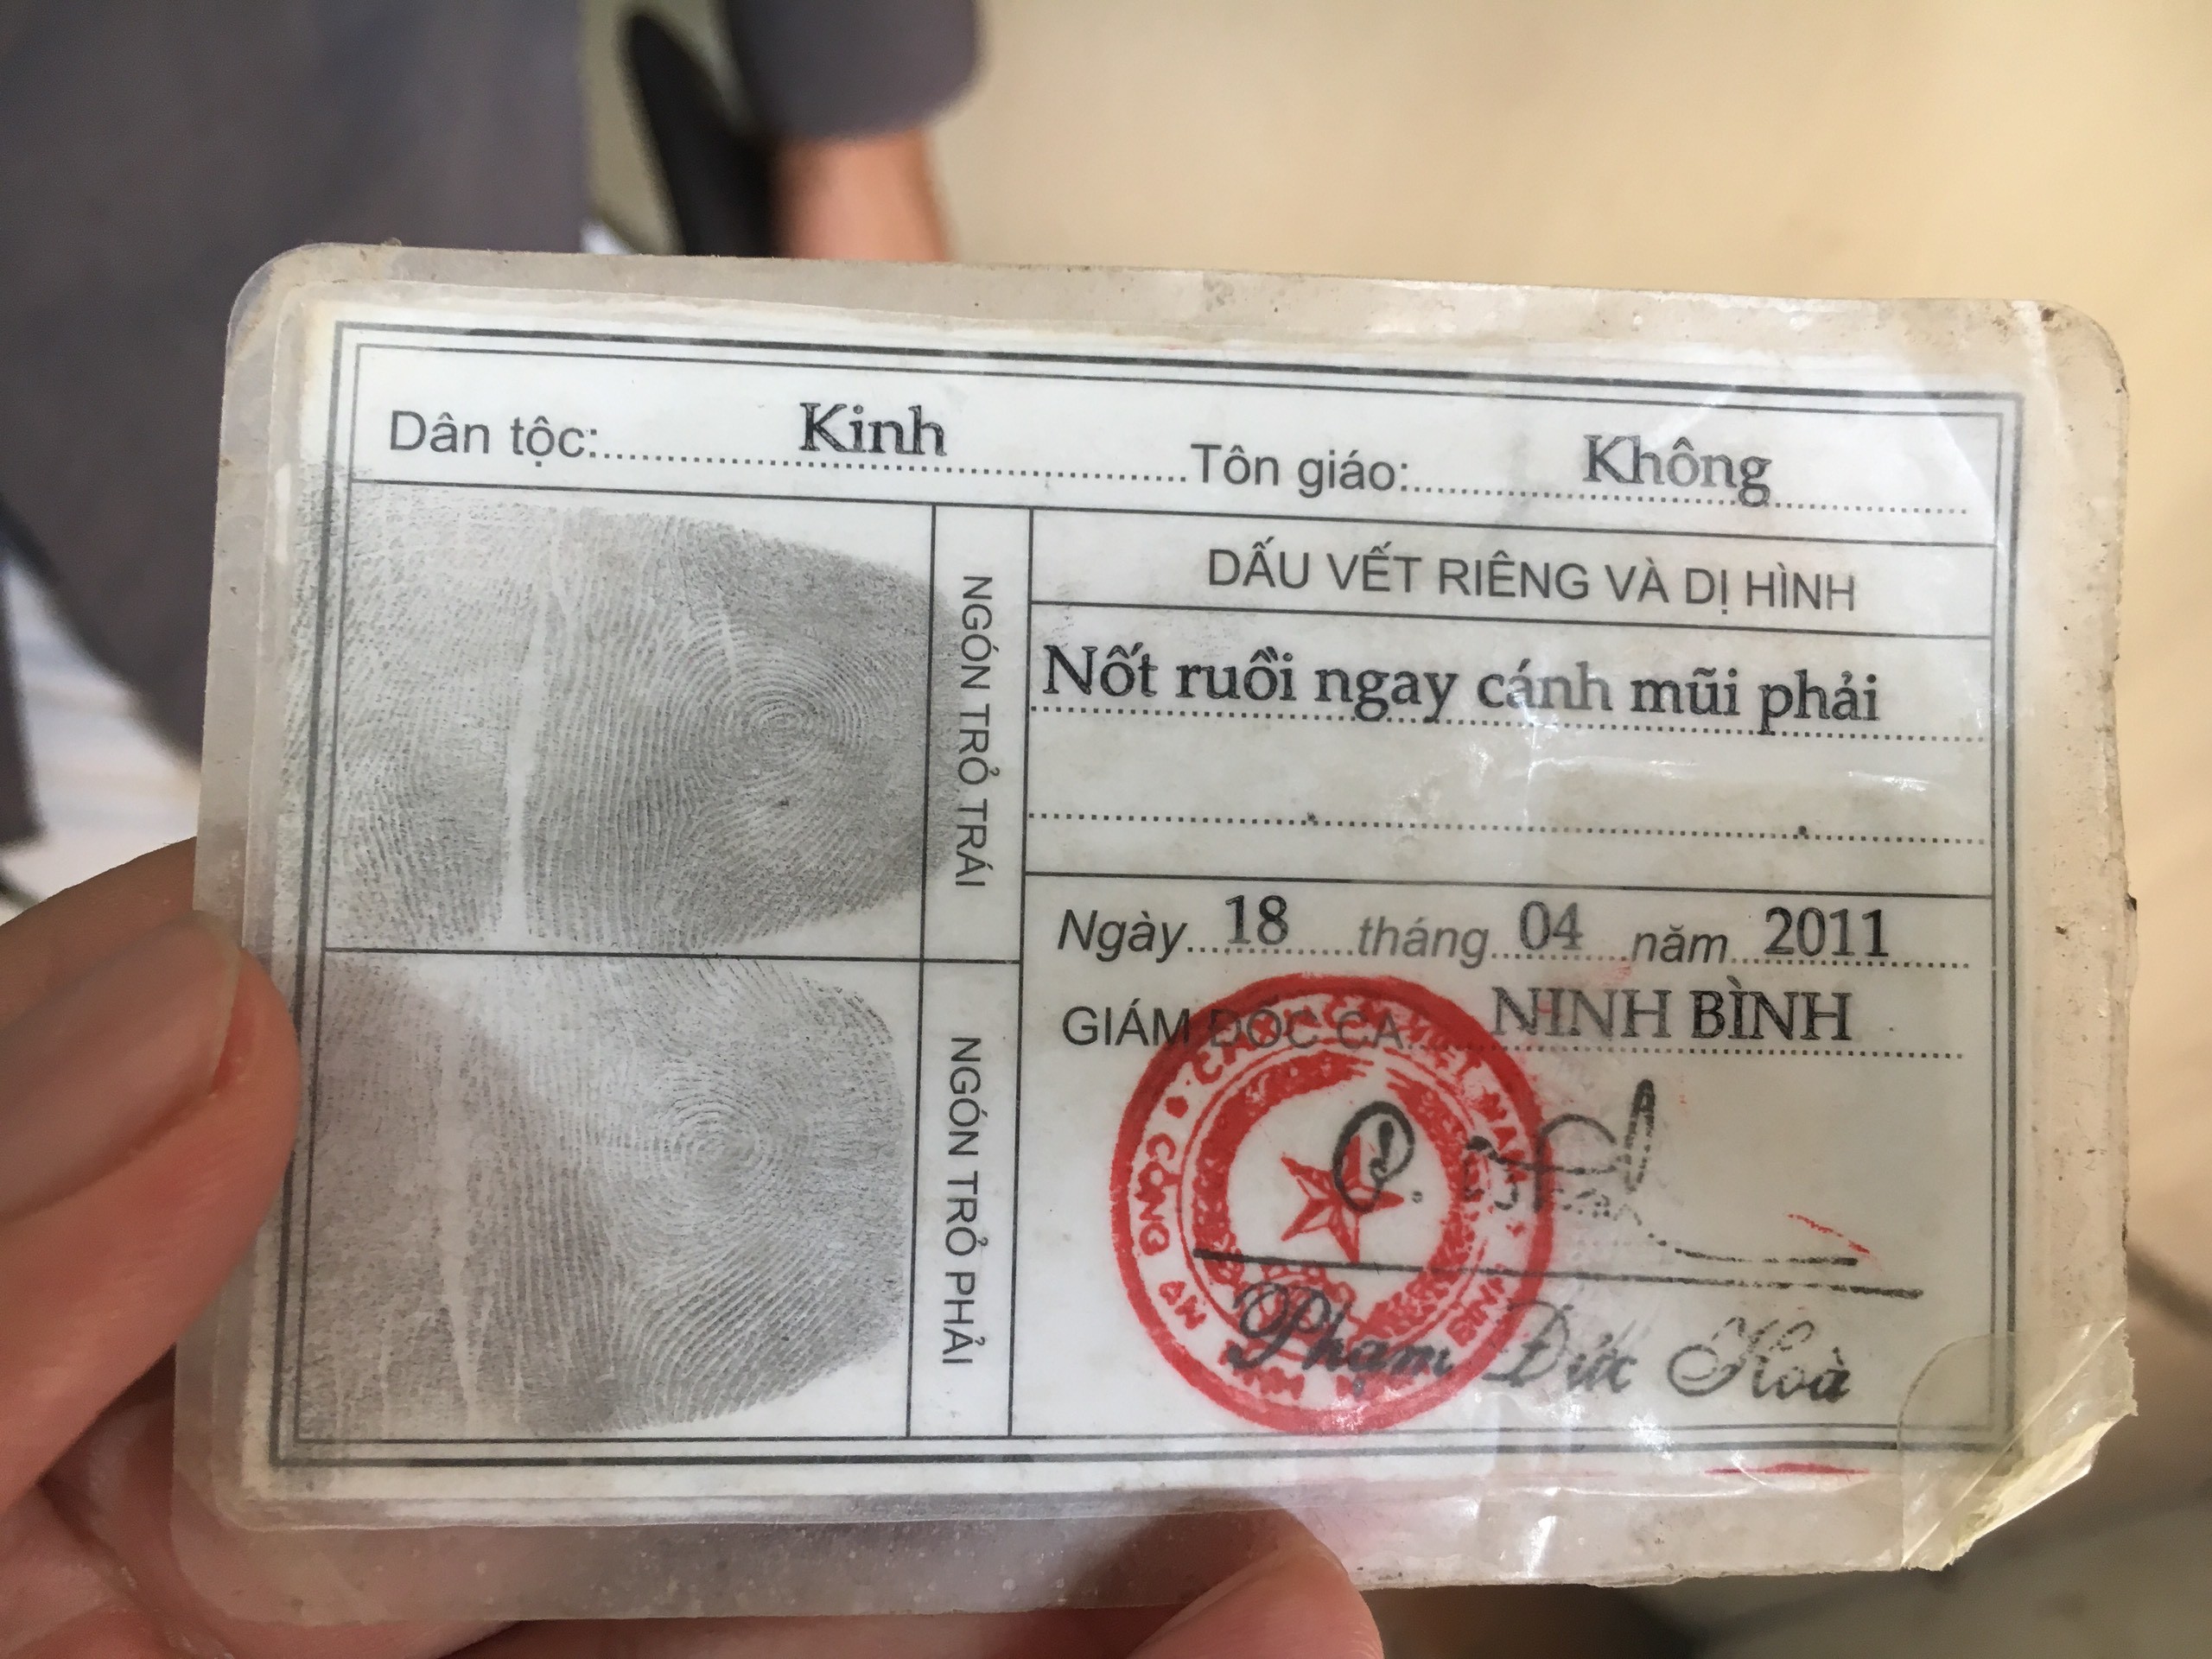 Dân tộc: Kinh Tôn giáo: Không
NGÓN TRỎ TRÁI
NGÓN TRỎ PHẢI
DẤU VẾT RIÊNG VÀ DỊ HÌNH
Nốt ruồi ngay cánh mũi phải
Ngày 18 tháng 04 năm 2011
GIÁM ĐỐC CA NINH BÌNH
CÔNG AN
Phạm Đức Hoà